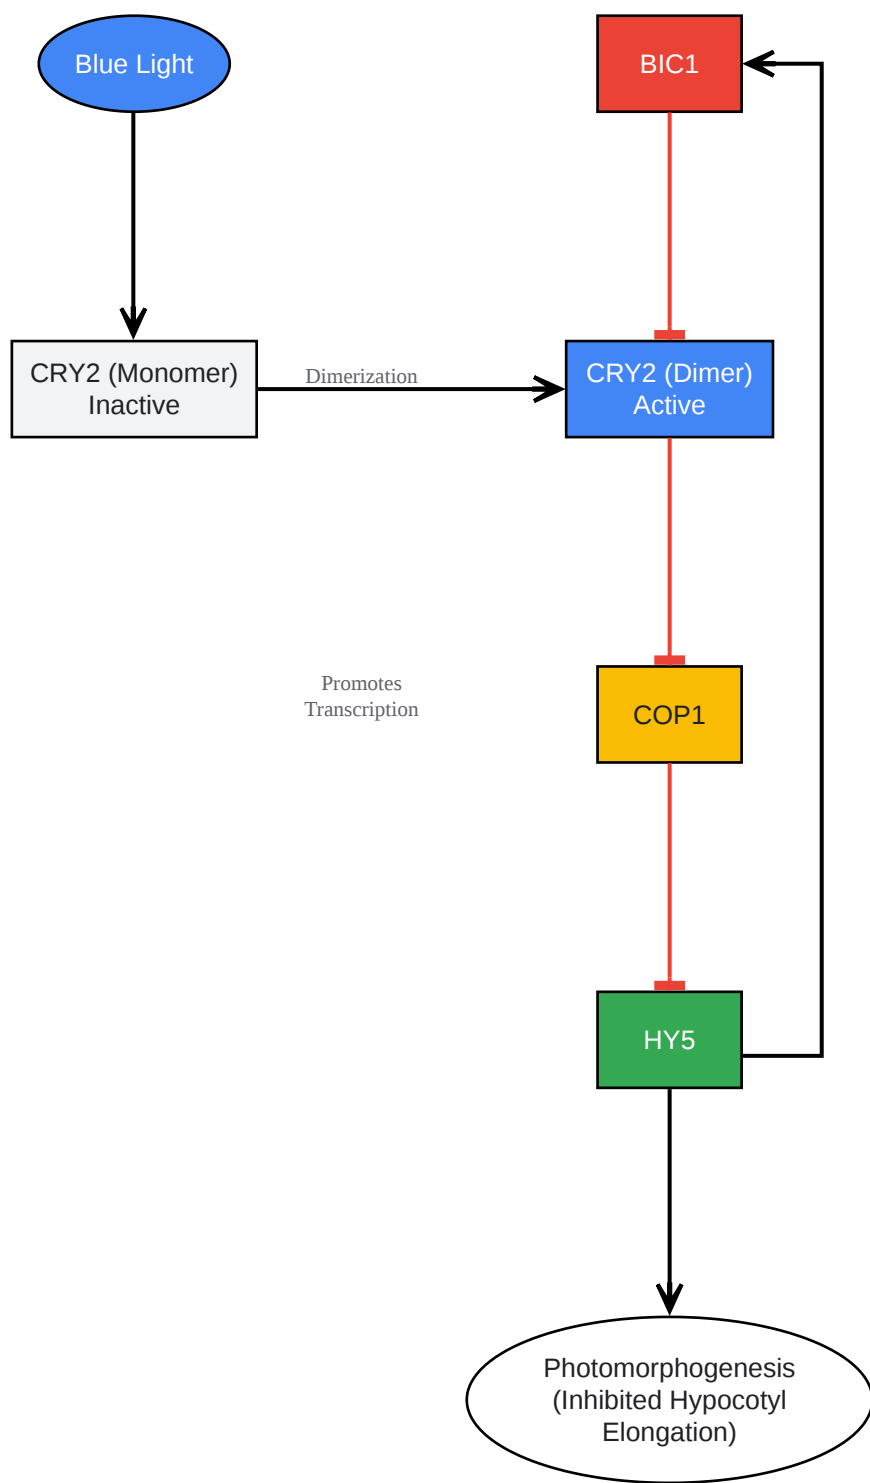 Blue Light
BIC1
CRY2 (Monomer)
Inactive
Dimerization
CRY2 (Dimer)
Active
Promotes
Transcription
COP1
HY5
Photomorphogenesis
(Inhibited Hypocotyl
Elongation)